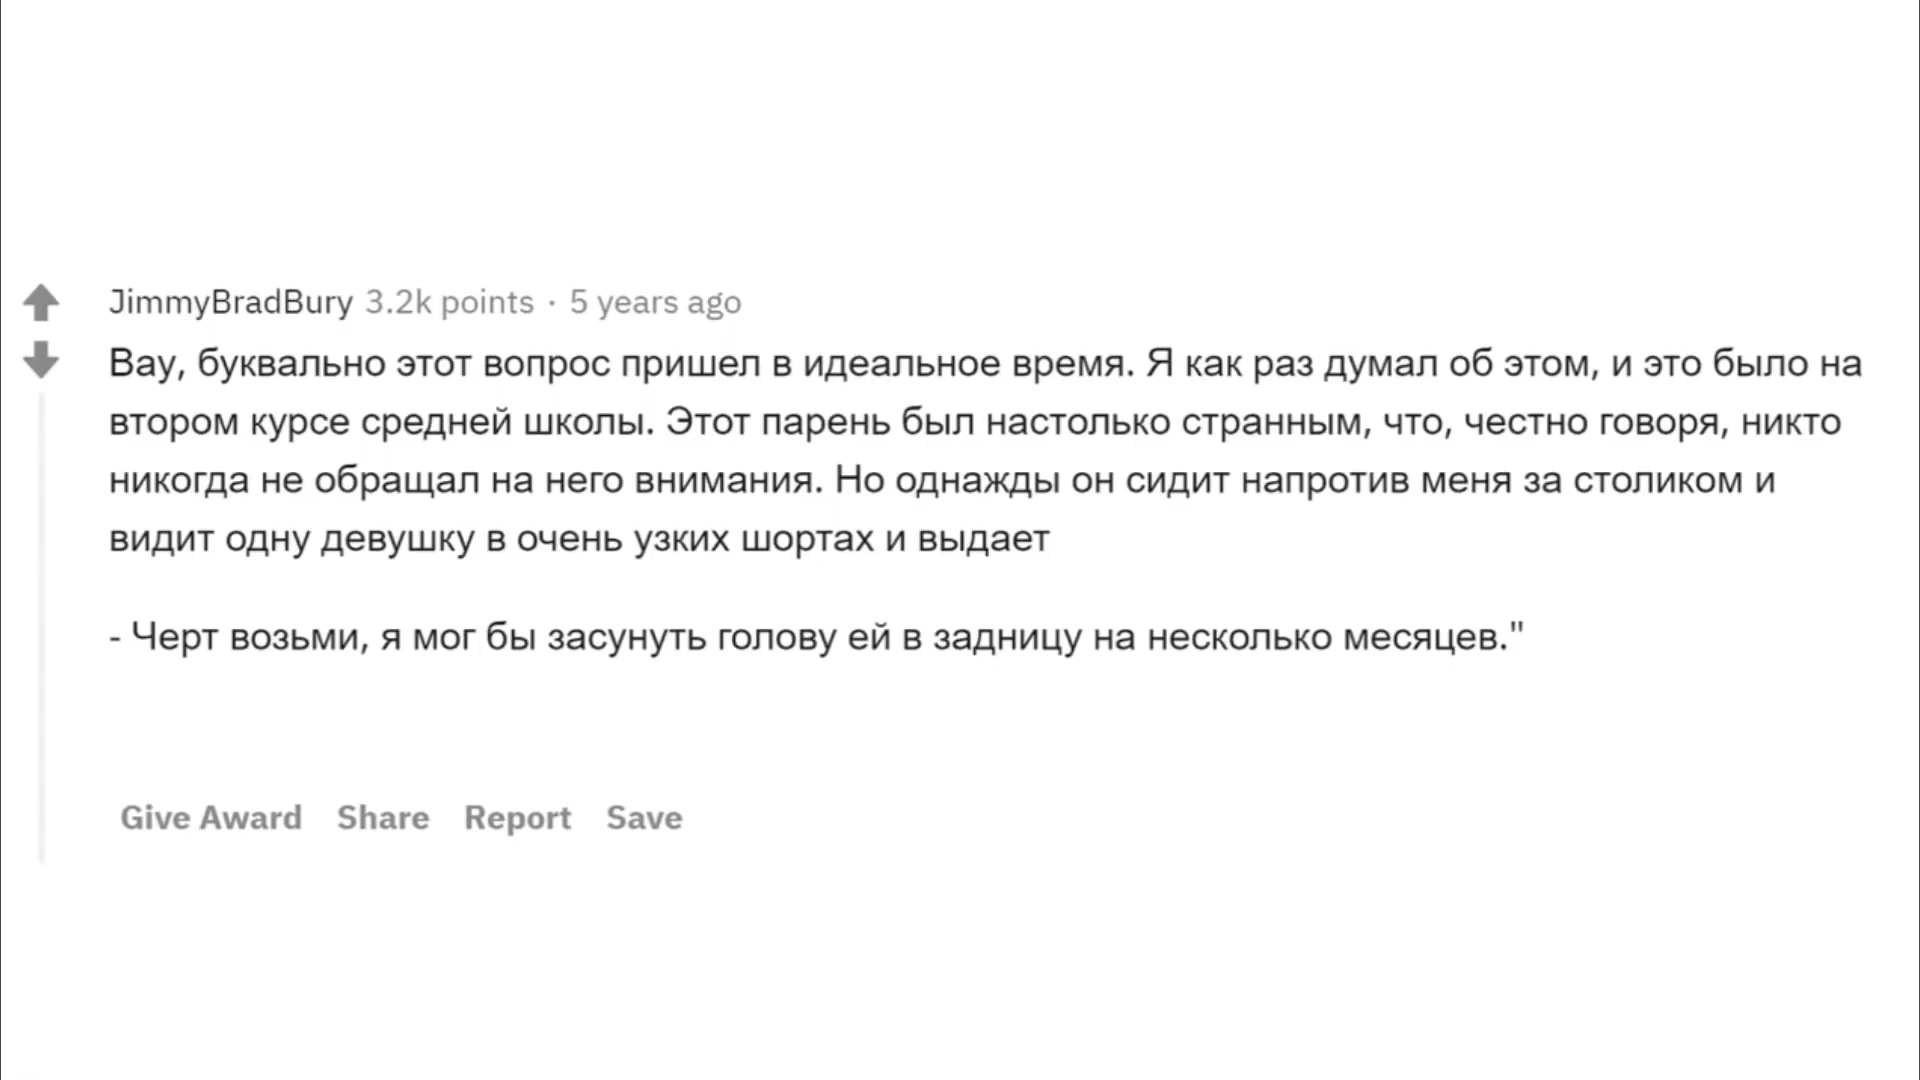 JimmyBradBury 3.2k points · 5 years ago
Вау, буквально этот вопрос пришел в идеальное время. Я как раз думал об этом, и это было на
втором курсе средней школы. Этот парень был настолько странным, что, честно говоря, никто
никогда не обращал на него внимания. Но однажды он сидит напротив меня за столиком и
видит одну девушку в очень узких шортах и выдает
- Черт возьми, я мог бы засунуть голову ей в задницу на несколько месяцев."
Give Award Share Report Save